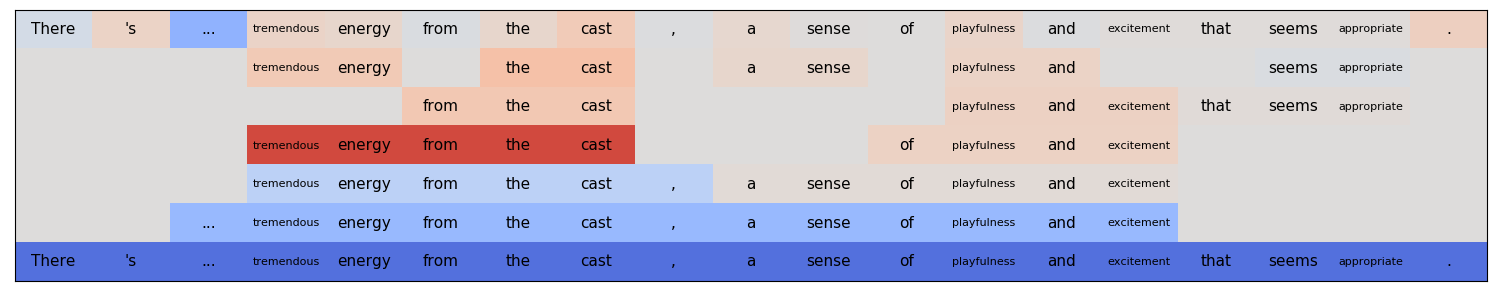 There 's ... tremendous energy from the cast , a sense of playfulness and excitement that seems appropriate .
tremendous energy the cast a sense playfulness and seems appropriate
from the cast playfulness and excitement that seems appropriate
tremendous energy from the cast of playfulness and excitement
tremendous energy from the cast , a sense of playfulness and excitement
... tremendous energy from the cast , a sense of playfulness and excitement
There 's ... tremendous energy from the cast , a sense of playfulness and excitement that seems appropriate .